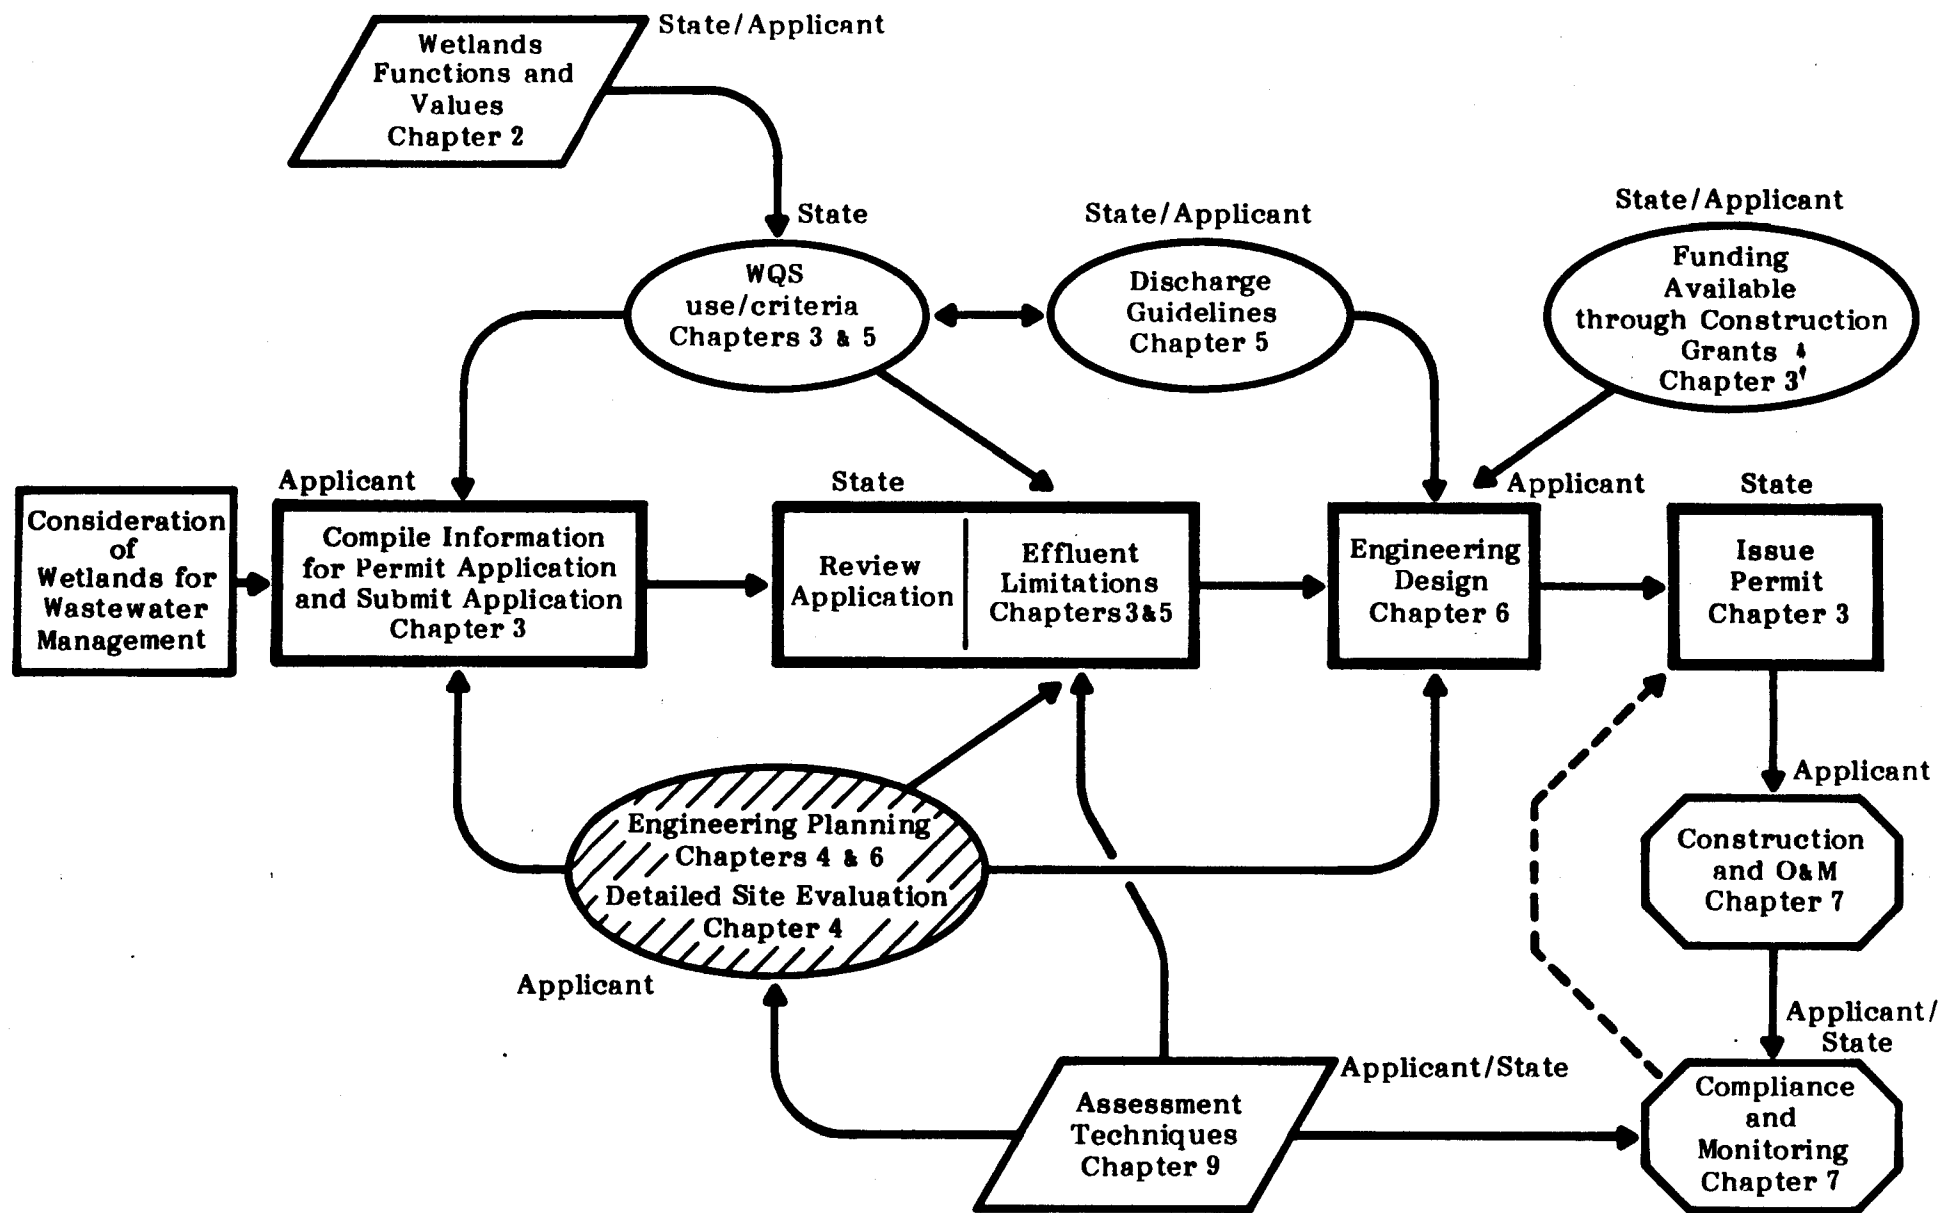 State/Applicant
Wetlands
Functions and
Values
Chapter 2
State
WQS
use/criteria
Chapters 3 & 5
State/Applicant
Discharge
Guidelines
Chapter 5
State/Applicant
Funding
Available
through Construction
Grants
Chapter 3
Consideration
of
Wetlands for
Wastewater
Management
Applicant
Compile Information
for Permit Application
and Submit Application
Chapter 3
State
Review
Application
Effluent
Limitations
Chapters 3&5
Applicant
Engineering
Design
Chapter 6
State
Issue
Permit
Chapter 3
Engineering Planning
Chapters 4 & 6
Detailed Site Evaluation
Chapter 4
Applicant
Applicant
Construction
and O&M
Chapter 7
Applicant/State
Assessment
Techniques
Chapter 9
Applicant/
State
Compliance
and
Monitoring
Chapter 7